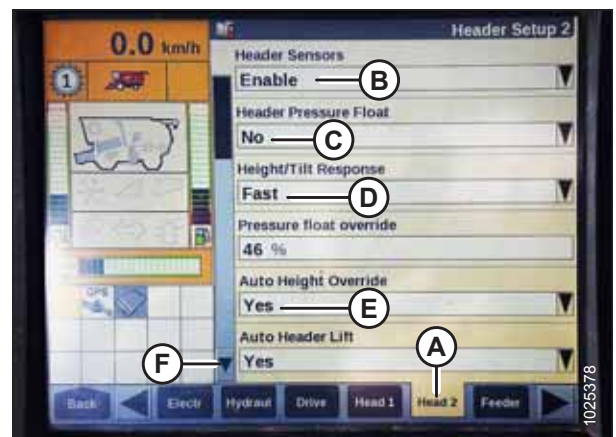 0.0 km/h
Header Setup 2
1
Header Sensors
Enable
B
Header Pressure Float
No
C
Height/Tilt Response
Fast
D
Pressure float override
46 %
Auto Height Override
Yes
E
GPS
Auto Header Lift
Yes
F
A
Back
Electr
Hydraul
Drive
Head 1
Head 2
Feeder
1025378